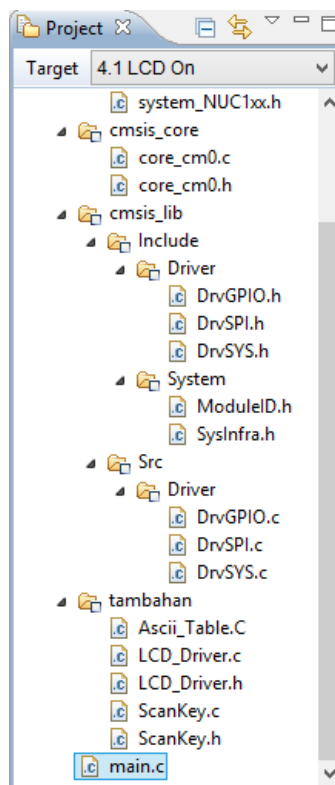 Project
Target 4.1 LCD On
system_NUC1xx.h
cmsis_core
core_cm0.c
core_cm0.h
cmsis_lib
Include
Driver
DrvGPIO.h
DrvSPI.h
DrvSYS.h
System
ModuleID.h
SysInfra.h
Src
Driver
DrvGPIO.c
DrvSPI.c
DrvSYS.c
tambahan
Ascii_Table.C
LCD_Driver.c
LCD_Driver.h
ScanKey.c
ScanKey.h
main.c